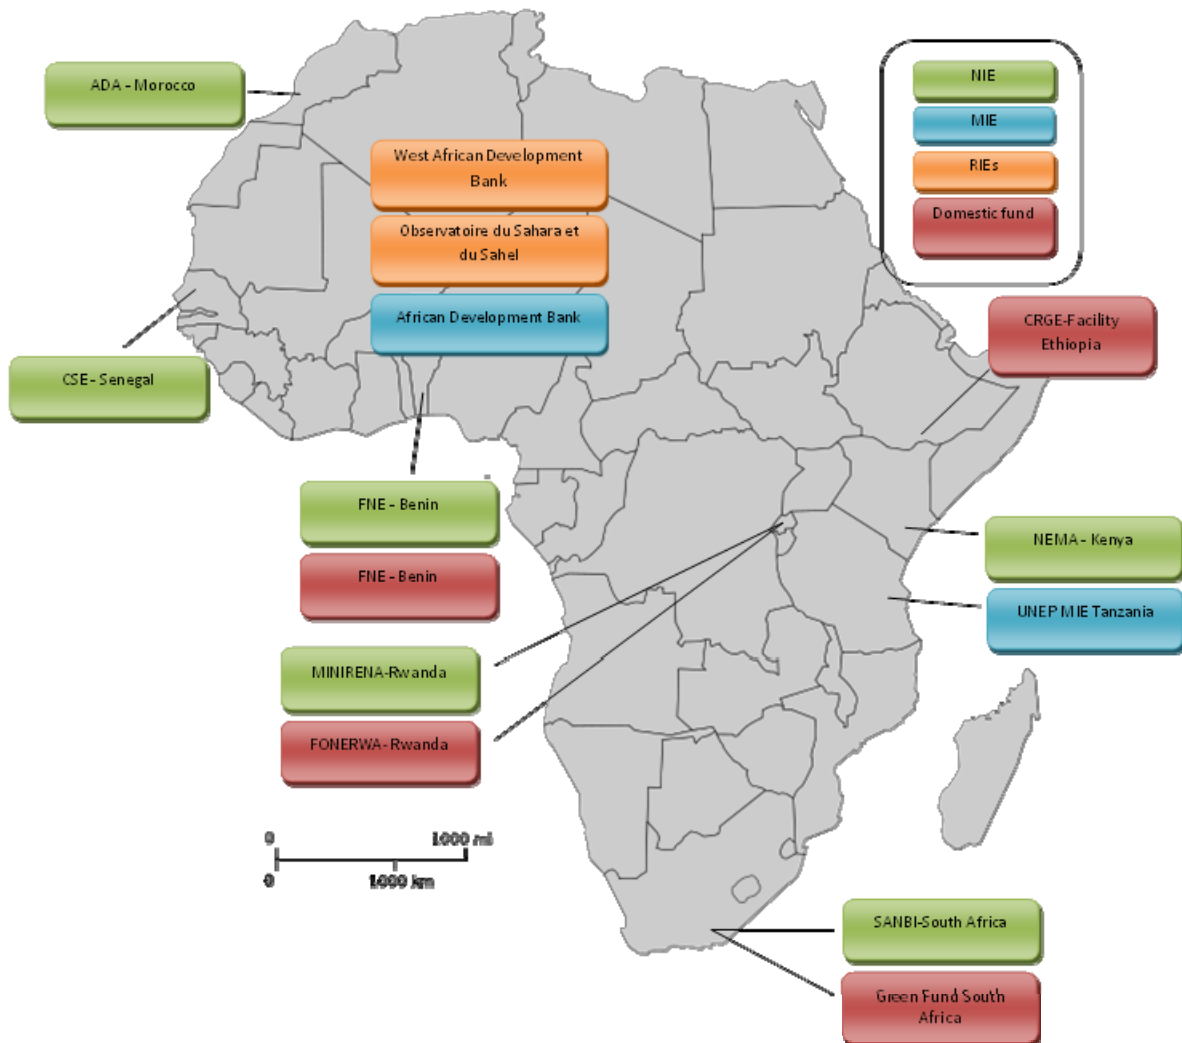 ADA - Morocco
NIE
MIE
RIEs
Domestic fund
West African Development
Bank
Observatoire du Sahara et
du Sahel
African Development Bank
CRGE-Facility
Ethiopia
CSE - Senegal
FNE - Benin
FNE - Benin
NEMA - Kenya
UNEP MIE Tanzania
MINIRENA-Rwanda
FONERWA- Rwanda
0 1000 mi
0 1000 km
SANBI-South Africa
Green Fund South
Africa